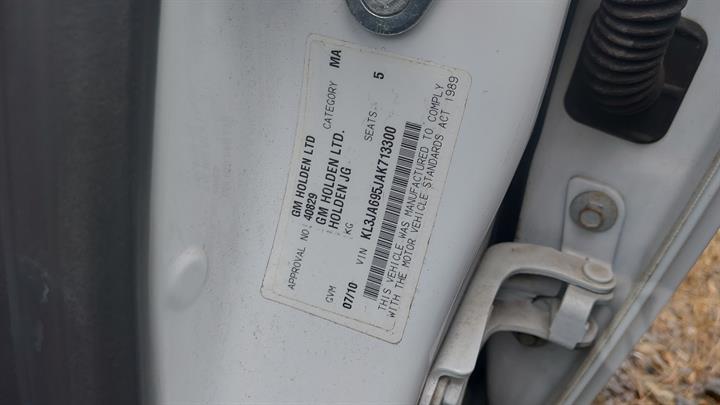 GM HOLDEN LTD
APPROVAL NO. 40829 CATEGORY MA
GM HOLDEN LTD.
HOLDEN JG
GVM KG SEATS 5
07/10 VIN KL3JA695JAK713300
THIS VEHICLE WAS MANUFACTURED TO COMPLY
WITH THE MOTOR VEHICLE STANDARDS ACT 1989